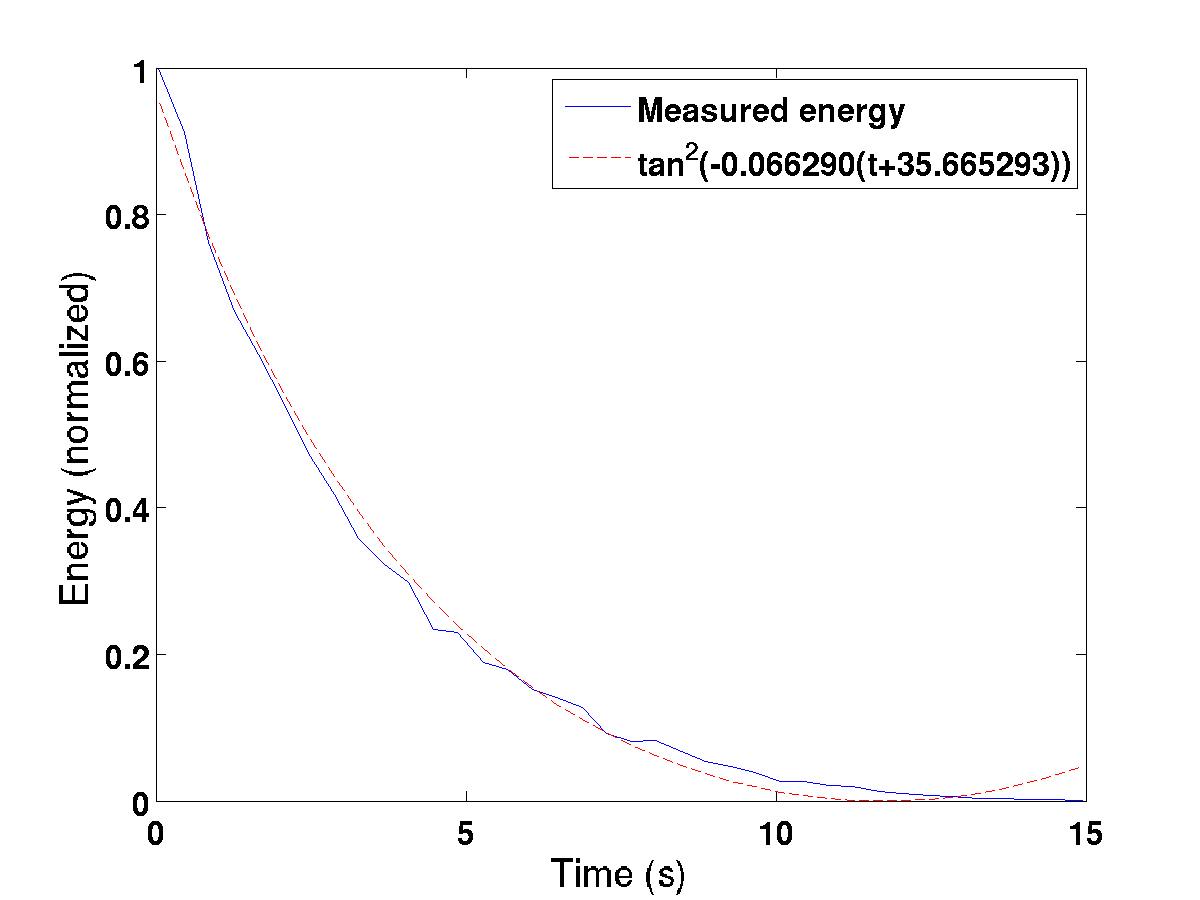 Measured energy
tan²(-0.066290(t+35.665293))
1
0.8
0.6
0.4
0.2
0
Energy (normalized)
0 5 10 15
Time (s)